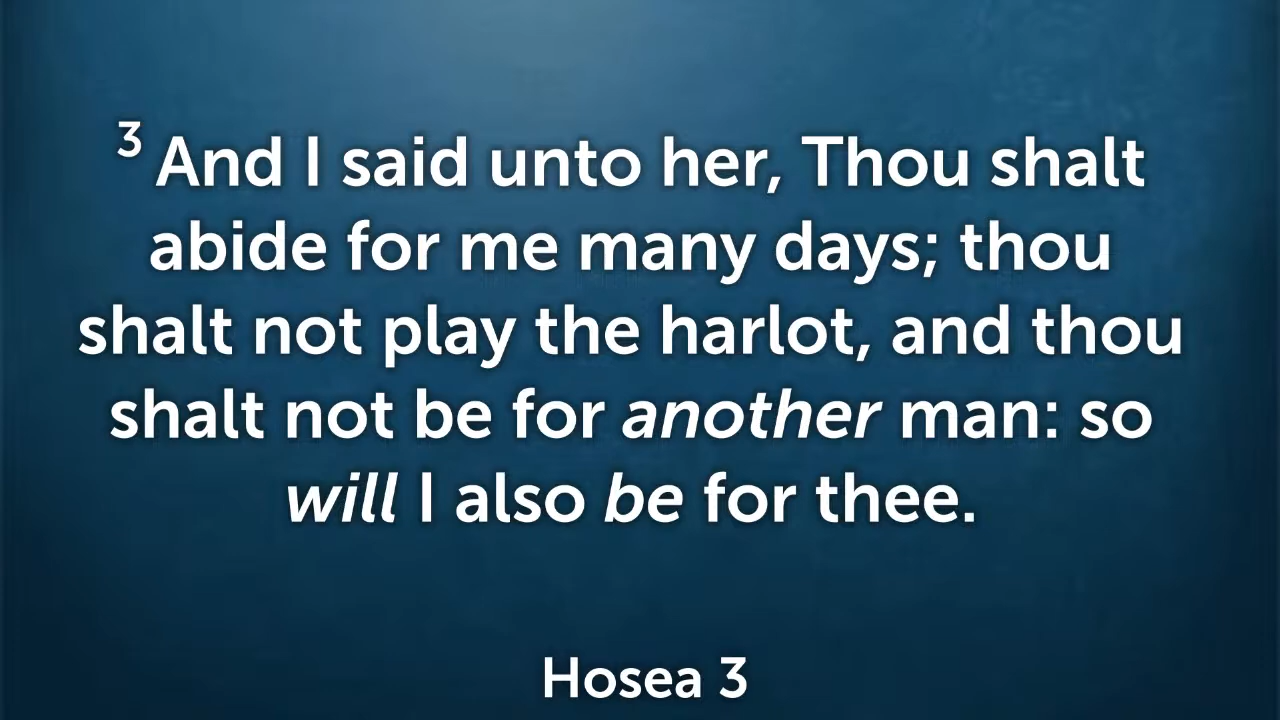 3 And I said unto her, Thou shalt
abide for me many days; thou
shalt not play the harlot, and thou
shalt not be for another man: so
will I also be for thee.
Hosea 3